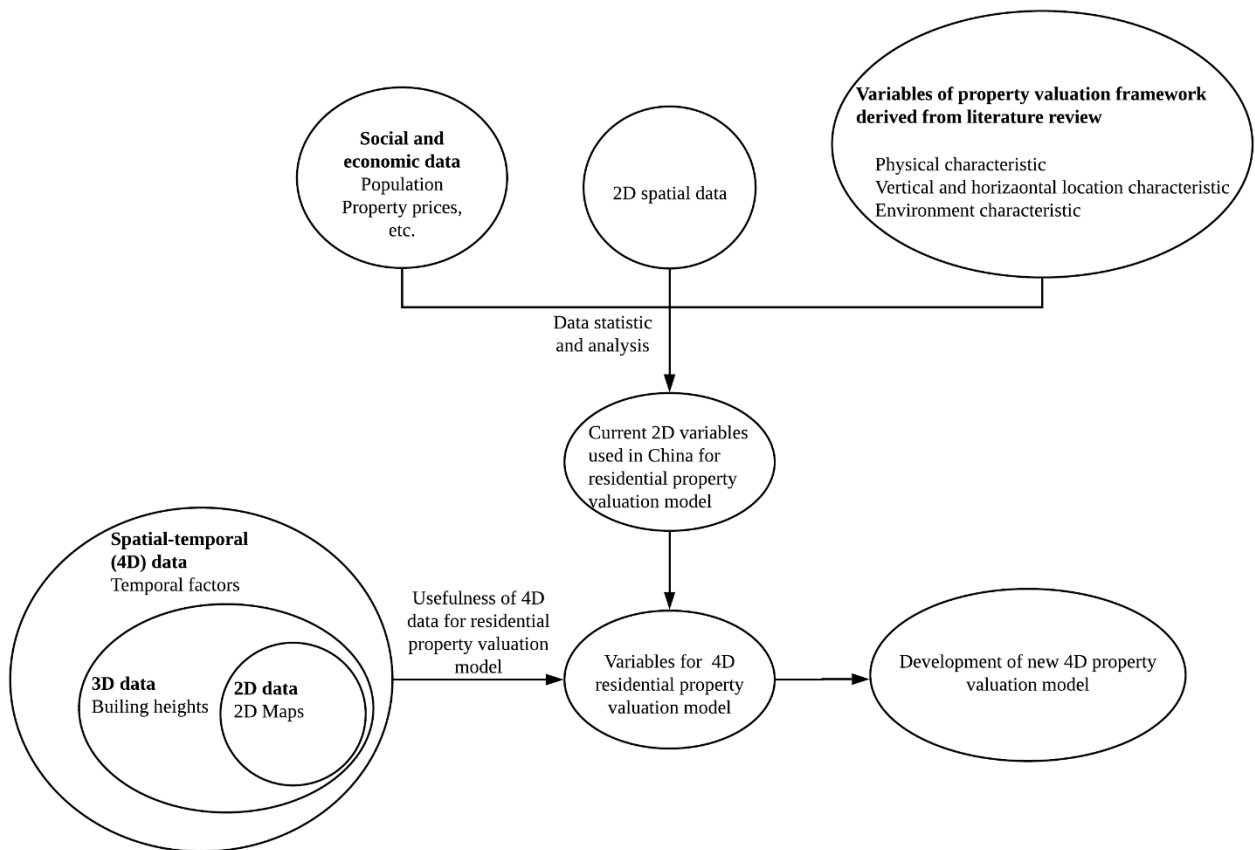 Social and
economic data
Population
Property prices,
etc.
2D spatial data
Variables of property valuation framework
derived from literature review
Physical characteristic
Vertical and horizaontal location characteristic
Environment characteristic
Data statistic
and analysis
Current 2D variables
used in China for
residential property
valuation model
Spatial-temporal
(4D) data
Temporal factors
3D data
Builing heights
2D data
2D Maps
Usefulness of 4D
data for residential
property valuation
model
Variables for 4D
residential property
valuation model
Development of new 4D property
valuation model